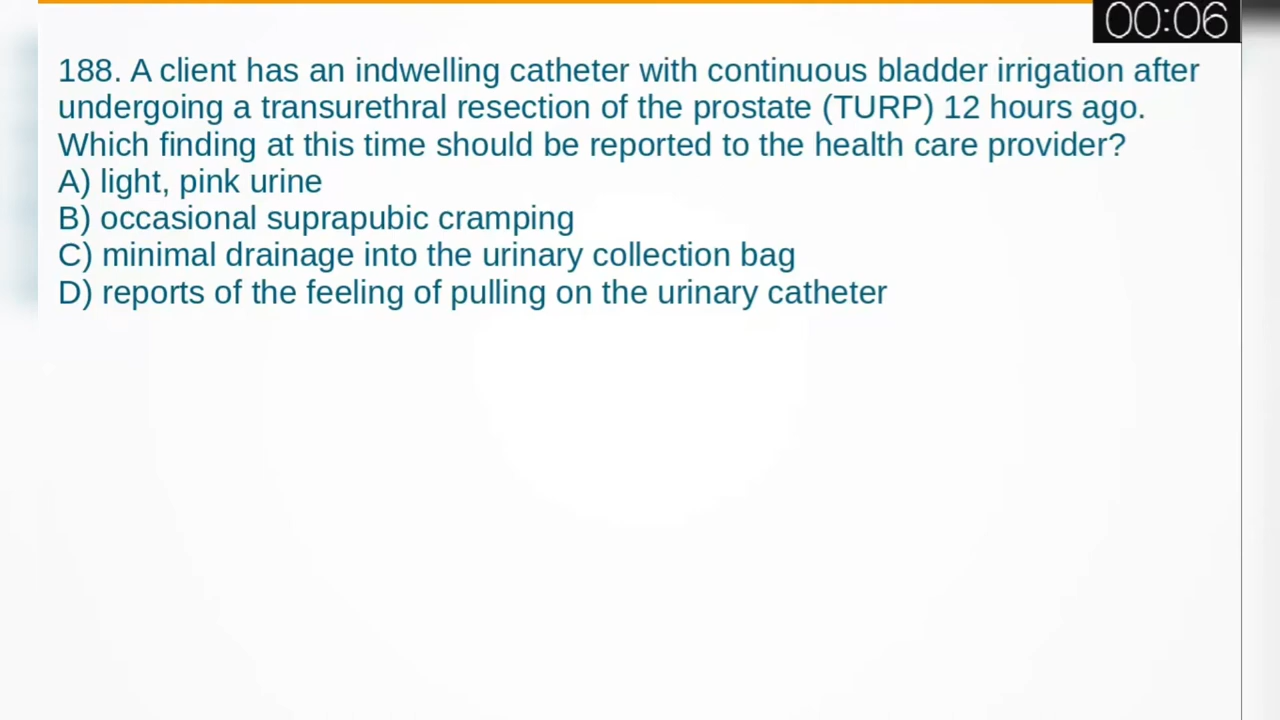 00:06
188. A client has an indwelling catheter with continuous bladder irrigation after
undergoing a transurethral resection of the prostate (TURP) 12 hours ago.
Which finding at this time should be reported to the health care provider?
A) light, pink urine
B) occasional suprapubic cramping
C) minimal drainage into the urinary collection bag
D) reports of the feeling of pulling on the urinary catheter